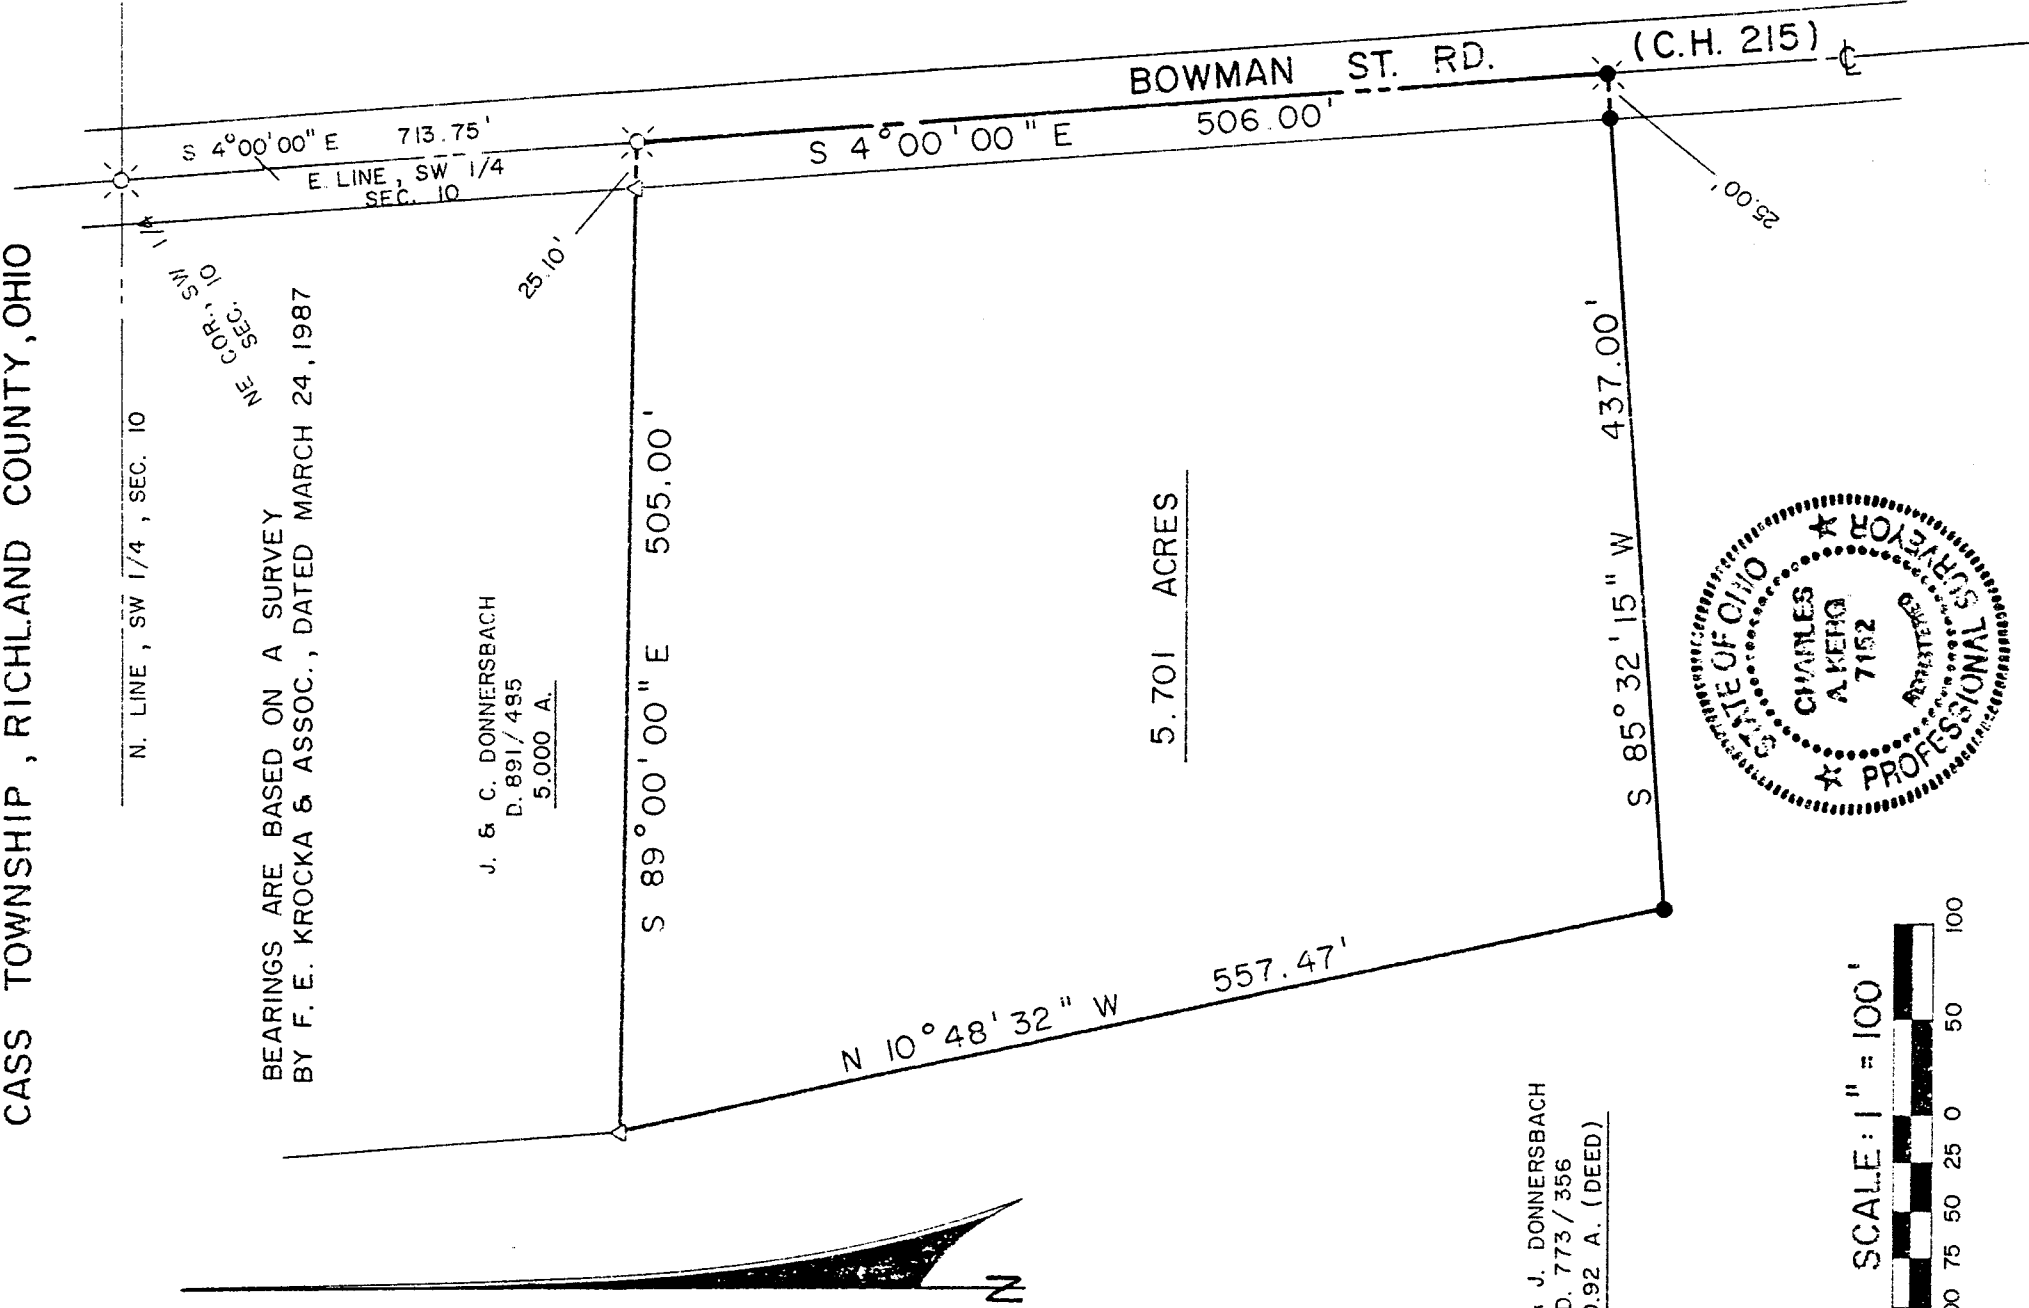 CASS TOWNSHIP, RICHLAND COUNTY, OHIO
N. LINE, SW 1/4, SEC. 10
NE COR., SW 1/4
SEC. 10
BEARINGS ARE BASED ON A SURVEY
BY F. E. KROCKA & ASSOC., DATED MARCH 24, 1987
S 4°00'00" E 713.75'
E. LINE, SW 1/4
SEC. 10
BOWMAN ST. RD. (C.H. 215) ℄
S 4°00'00" E 506.00'
25.10'
25.00'
J. & C. DONNERSBACH
D. 891/485
5.000 A.
S 89°00'00" E 505.00'
5.701 ACRES
S 85°32'15" W 437.00'
N 10°48'32" W 557.47'
STATE OF OHIO
CHARLES
A. KERG
7152
REGISTERED
PROFESSIONAL SURVEYOR
N
J. DONNERSBACH
D. 773/356
.92 A. (DEED)
SCALE: 1" = 100'
75 50 25 0 50 100